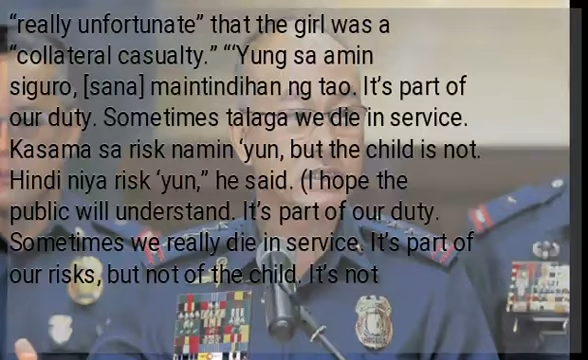 “really unfortunate” that the girl was a
“collateral casualty.” “‘Yung sa amin
siguro, [sana] maintindihan ng tao. It’s part of
our duty. Sometimes talaga we die in service.
Kasama sa risk namin ‘yun, but the child is not.
Hindi niya risk ‘yun,” he said. (I hope the
public will understand. It’s part of our duty.
Sometimes we really die in service. It’s part of
our risks, but not of the child. It’s not